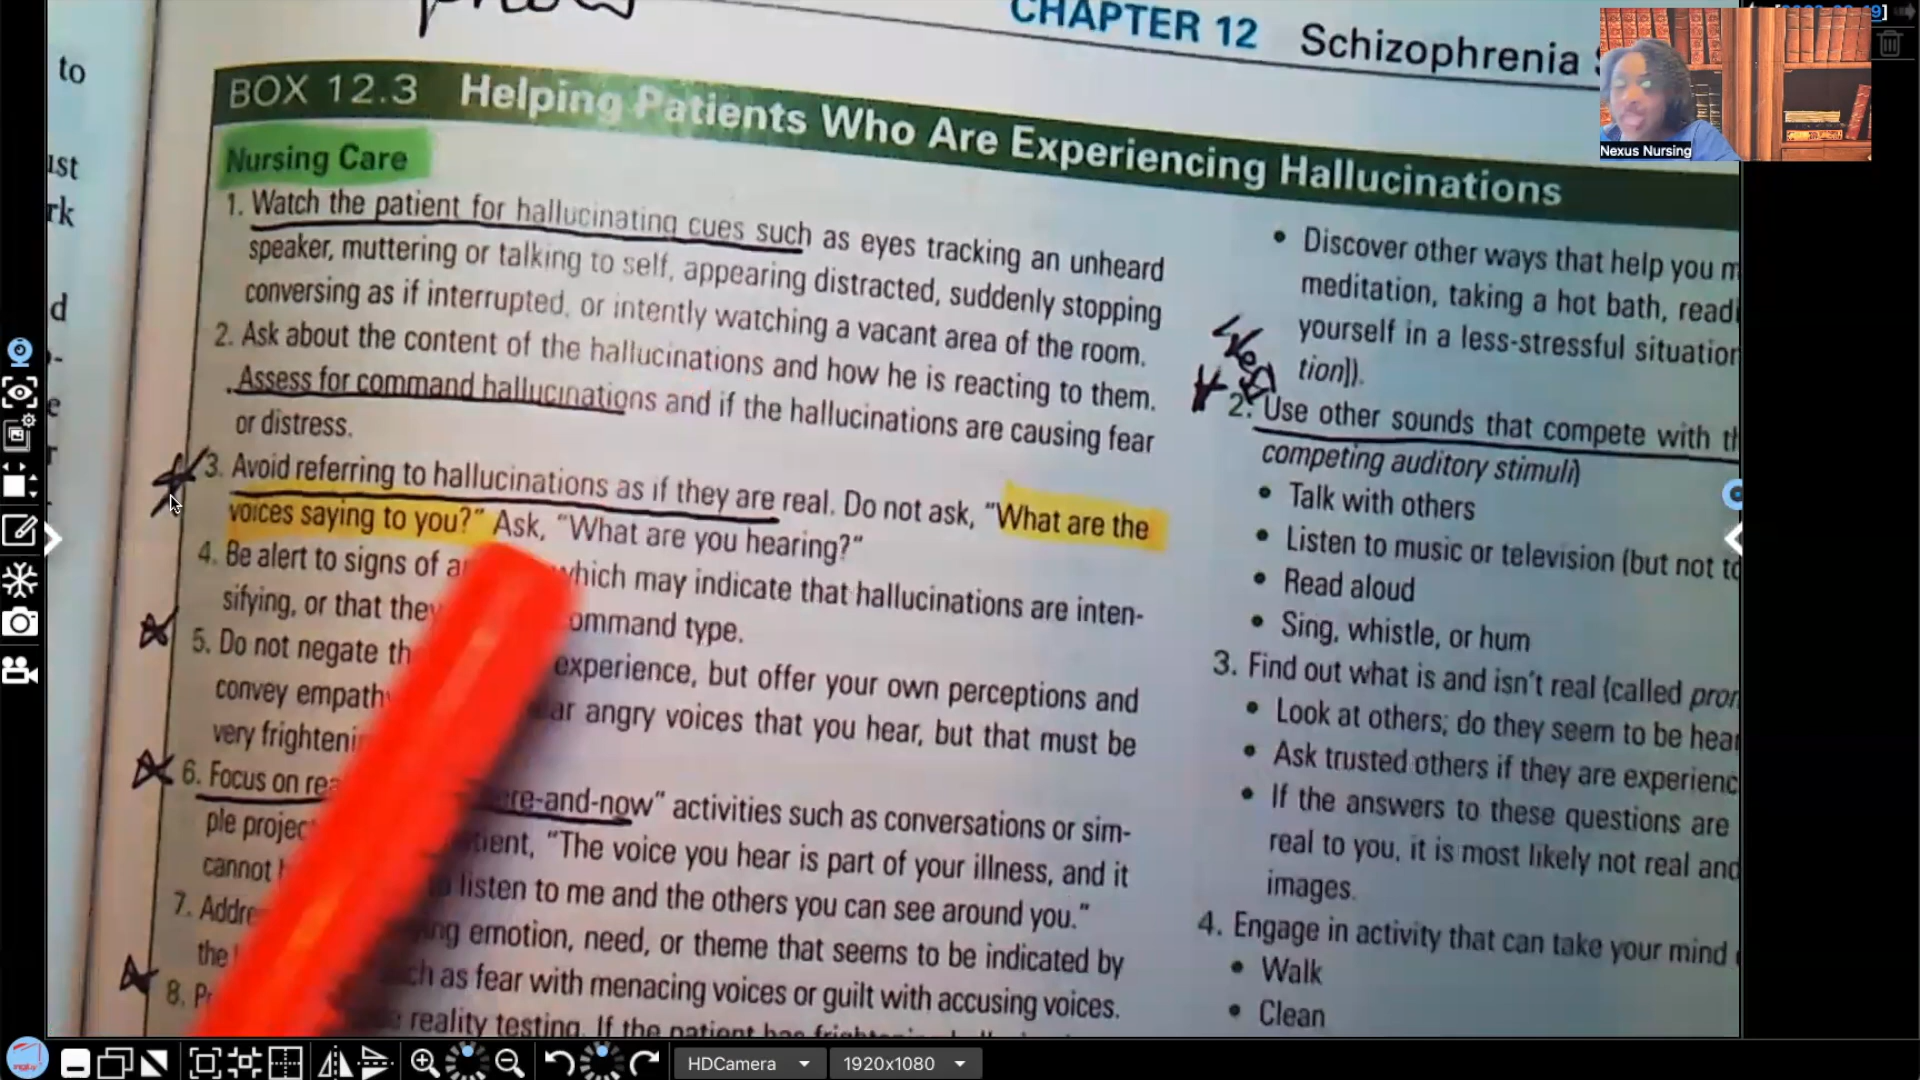 CHAPTER 12 Schizophrenia
to
ust
rk
d
e
BOX 12.3 Helping Patients Who Are Experiencing Hallucinations
Nursing Care
1. Watch the patient for hallucinating cues such as eyes tracking an unheard
speaker, muttering or talking to self, appearing distracted, suddenly stopping
conversing as if interrupted, or intently watching a vacant area of the room.
2. Ask about the content of the hallucinations and how he is reacting to them.
Assess for command hallucinations and if the hallucinations are causing fear
or distress.
3. Avoid referring to hallucinations as if they are real. Do not ask, "What are the
voices saying to you?" Ask, "What are you hearing?"
4. Be alert to signs of which may indicate that hallucinations are inten-
sifying, or that they command type.
5. Do not negate th experience, but offer your own perceptions and
convey empath ar angry voices that you hear, but that must be
very frighteni
6. Focus on rea re-and-now" activities such as conversations or sim-
ple projec tient, "The voice you hear is part of your illness, and it
cannot listen to me and the others you can see around you."
7. Addre ing emotion, need, or theme that seems to be indicated by
the ch as fear with menacing voices or guilt with accusing voices.
8. P reality testing. If the patient has
• Discover other ways that help you m
meditation, taking a hot bath, readi
yourself in a less-stressful situation
tion]).
2. Use other sounds that compete with th
competing auditory stimuli)
• Talk with others
• Listen to music or television (but not to
• Read aloud
• Sing, whistle, or hum
3. Find out what is and isn't real (called pron
• Look at others; do they seem to be hear
• Ask trusted others if they are experienc
• If the answers to these questions are
real to you, it is most likely not real and
images.
4. Engage in activity that can take your mind
• Walk
• Clean
Nexus Nursing
HDCamera
1920x1080